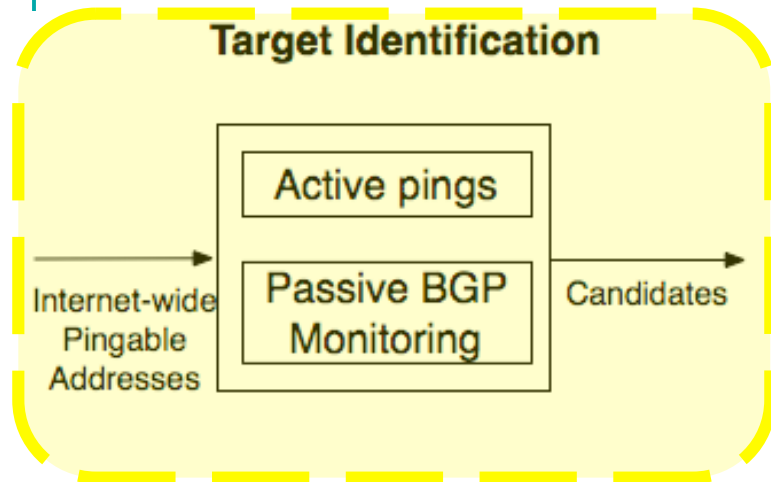 Target Identification
Active pings
Passive BGP
Monitoring
Internet-wide
Pingable
Addresses
Candidates